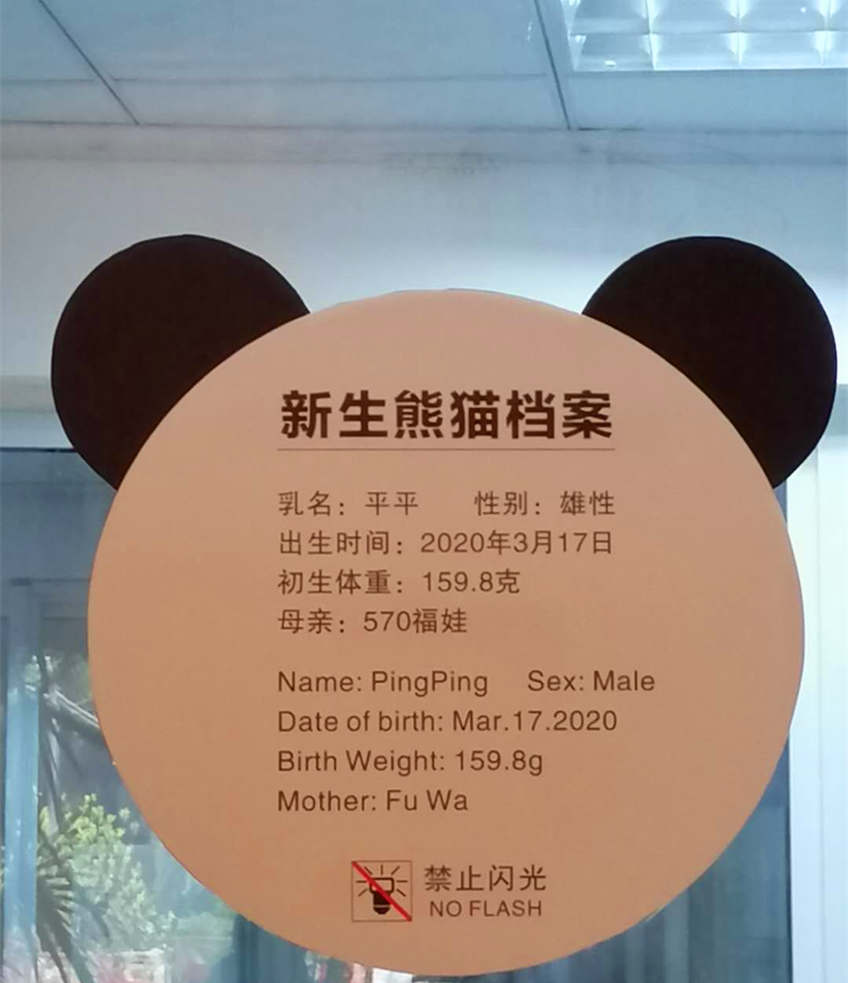 新生熊猫档案
乳名：平平 性别：雄性
出生时间：2020年3月17日
初生体重：159.8克
母亲：570福娃
Name: PingPing Sex: Male
Date of birth: Mar.17.2020
Birth Weight: 159.8g
Mother: Fu Wa
禁止闪光
NO FLASH